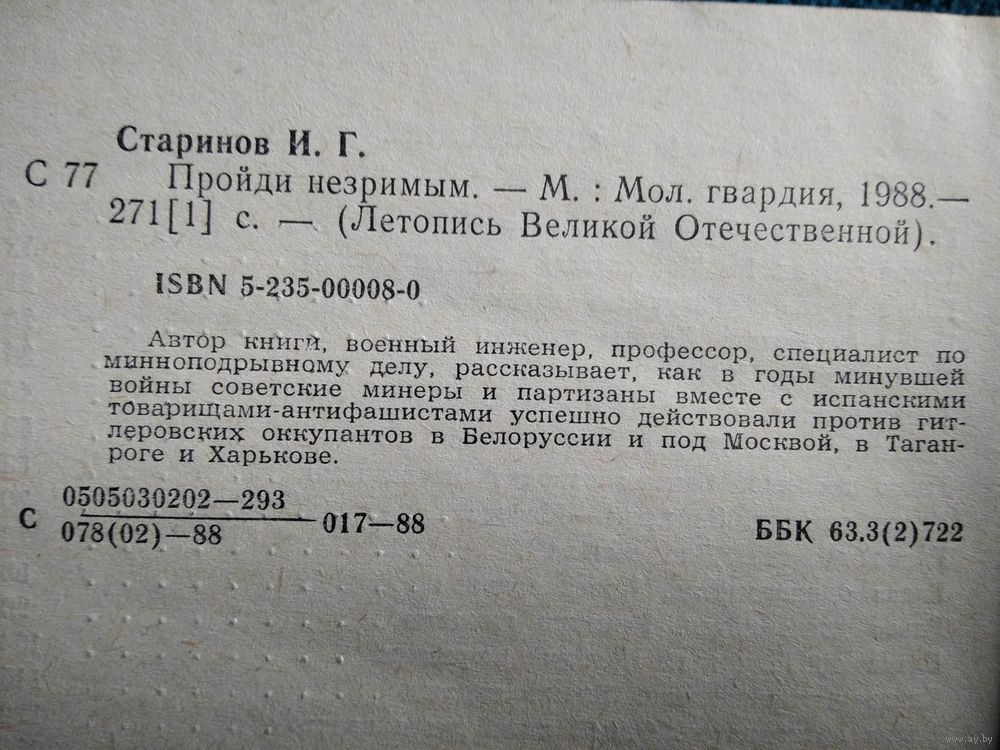 Старинов И. Г.
С 77 Пройди незримым. — М. : Мол. гвардия, 1988.—
271[1] с. — (Летопись Великой Отечественной).
ISBN 5-235-00008-0
Автор книги, военный инженер, профессор, специалист по
минноподрывному делу, рассказывает, как в годы минувшей
войны советские минеры и партизаны вместе с испанскими
товарищами-антифашистами успешно действовали против гит-
леровских оккупантов в Белоруссии и под Москвой, в Таган-
роге и Харькове.
С 0505030202—293
078(02)—88 017—88 ББК 63.3(2)722
www.ay.by